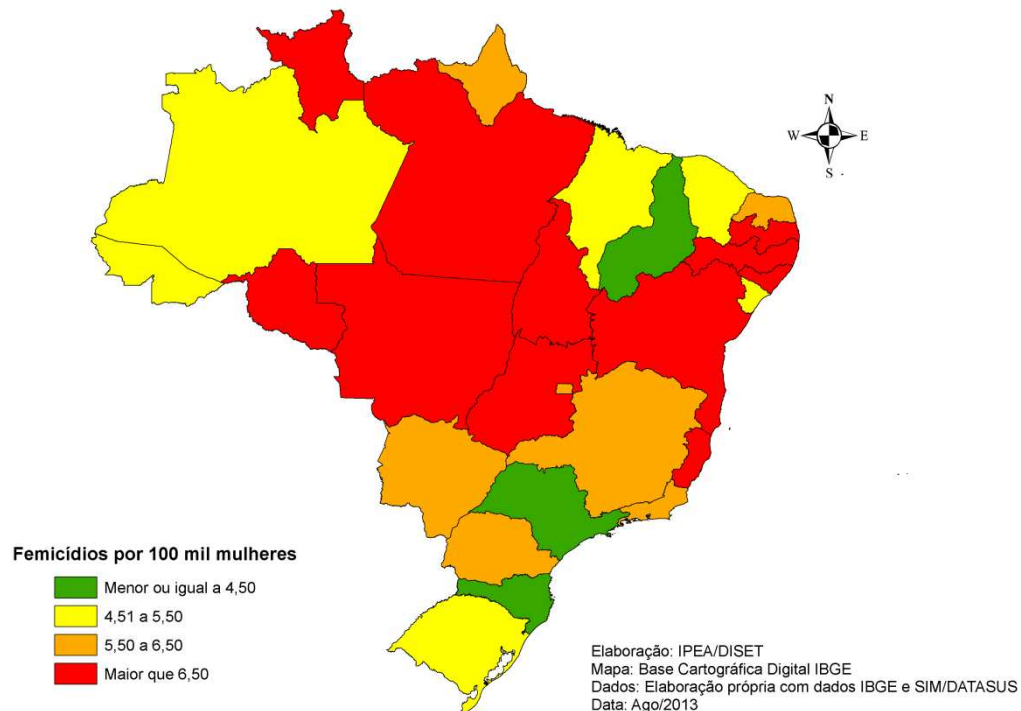 N
W E
S
Femicídios por 100 mil mulheres
Menor ou igual a 4,50
4,51 a 5,50
5,50 a 6,50
Maior que 6,50
Elaboração: IPEA/DISET
Mapa: Base Cartográfica Digital IBGE
Dados: Elaboração própria com dados IBGE e SIM/DATASUS
Data: Ago/2013